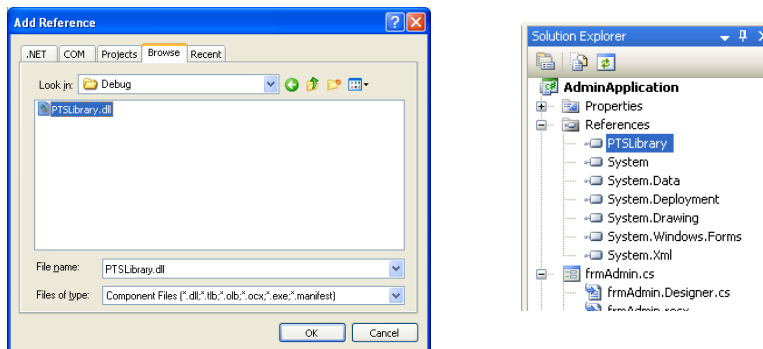 Add Reference
.NET COM Projects Browse Recent
Look in: Debug
PTSLibrary.dll
File name: PTSLibrary.dll
Files of type: Component Files (*.dll;*.tlb;*.olb;*.ocx;*.exe;*.manifest)
OK Cancel
Solution Explorer
AdminApplication
Properties
References
PTSLibrary
System
System.Data
System.Deployment
System.Drawing
System.Windows.Forms
System.Xml
frmAdmin.cs
frmAdmin.Designer.cs
frmAdmin.resx